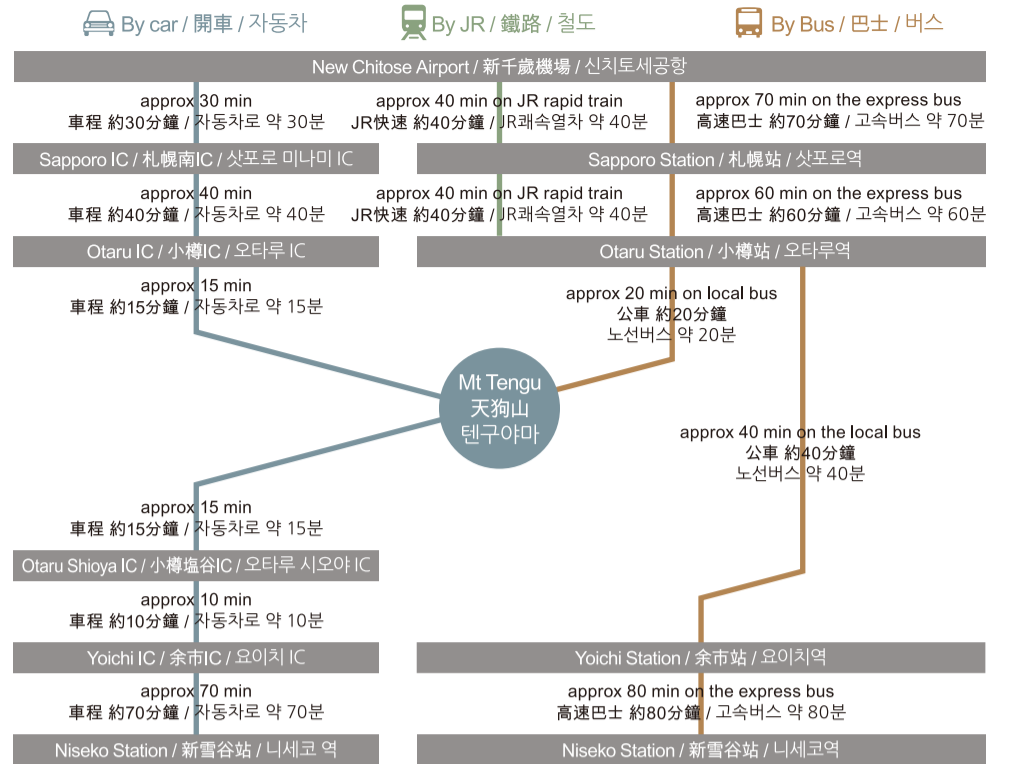 By car / 開車 / 자동차
By JR / 鐵路 / 철도
By Bus / 巴士 / 버스
New Chitose Airport / 新千歲機場 / 신치토세공항
approx 30 min
車程 約30分鐘 / 자동차로 약 30분
approx 40 min on JR rapid train
JR快速 約40分鐘 / JR쾌속열차 약 40분
approx 70 min on the express bus
高速巴士 約70分鐘 / 고속버스 약 70분
Sapporo IC / 札幌南IC / 삿포로 미나미 IC
Sapporo Station / 札幌站 / 삿포로역
approx 40 min
車程 約40分鐘 / 자동차로 약 40분
approx 40 min on JR rapid train
JR快速 約40分鐘 / JR쾌속열차 약 40분
approx 60 min on the express bus
高速巴士 約60分鐘 / 고속버스 약 60분
Otaru IC / 小樽IC / 오타루 IC
Otaru Station / 小樽站 / 오타루역
approx 15 min
車程 約15分鐘 / 자동차로 약 15분
approx 20 min on local bus
公車 約20分鐘
노선버스 약 20분
Mt Tengu
天狗山
텐구야마
approx 40 min on the local bus
公車 約40分鐘
노선버스 약 40분
approx 15 min
車程 約15分鐘 / 자동차로 약 15분
Otaru Shioya IC / 小樽塩谷IC / 오타루 시오야 IC
approx 10 min
車程 約10分鐘 / 자동차로 약 10분
Yoichi IC / 余市IC / 요이치 IC
Yoichi Station / 余市站 / 요이치역
approx 70 min
車程 約70分鐘 / 자동차로 약 70분
approx 80 min on the express bus
高速巴士 約80分鐘 / 고속버스 약 80분
Niseko Station / 新雪谷站 / 니세코 역
Niseko Station / 新雪谷站 / 니세코역